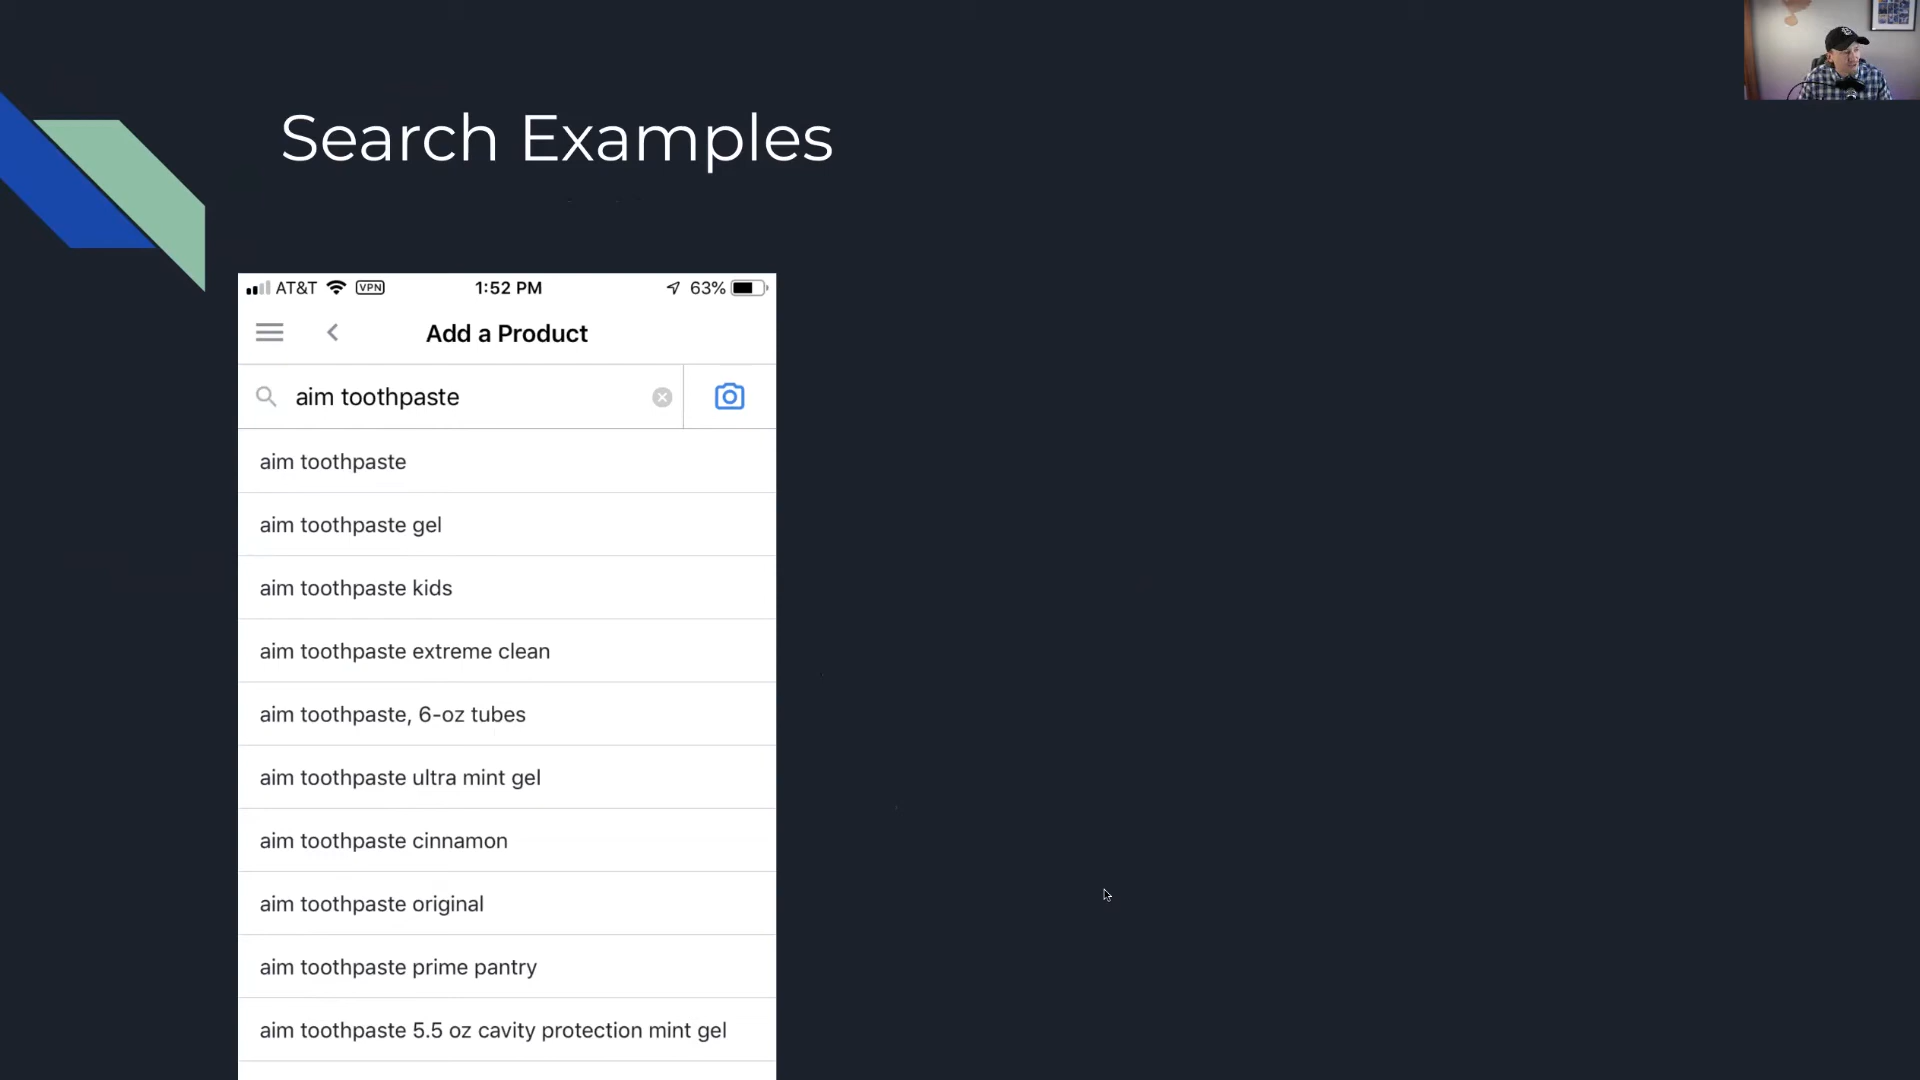 Search Examples
AT&T VPN 1:52 PM 63%
Add a Product
aim toothpaste
aim toothpaste
aim toothpaste gel
aim toothpaste kids
aim toothpaste extreme clean
aim toothpaste, 6-oz tubes
aim toothpaste ultra mint gel
aim toothpaste cinnamon
aim toothpaste original
aim toothpaste prime pantry
aim toothpaste 5.5 oz cavity protection mint gel